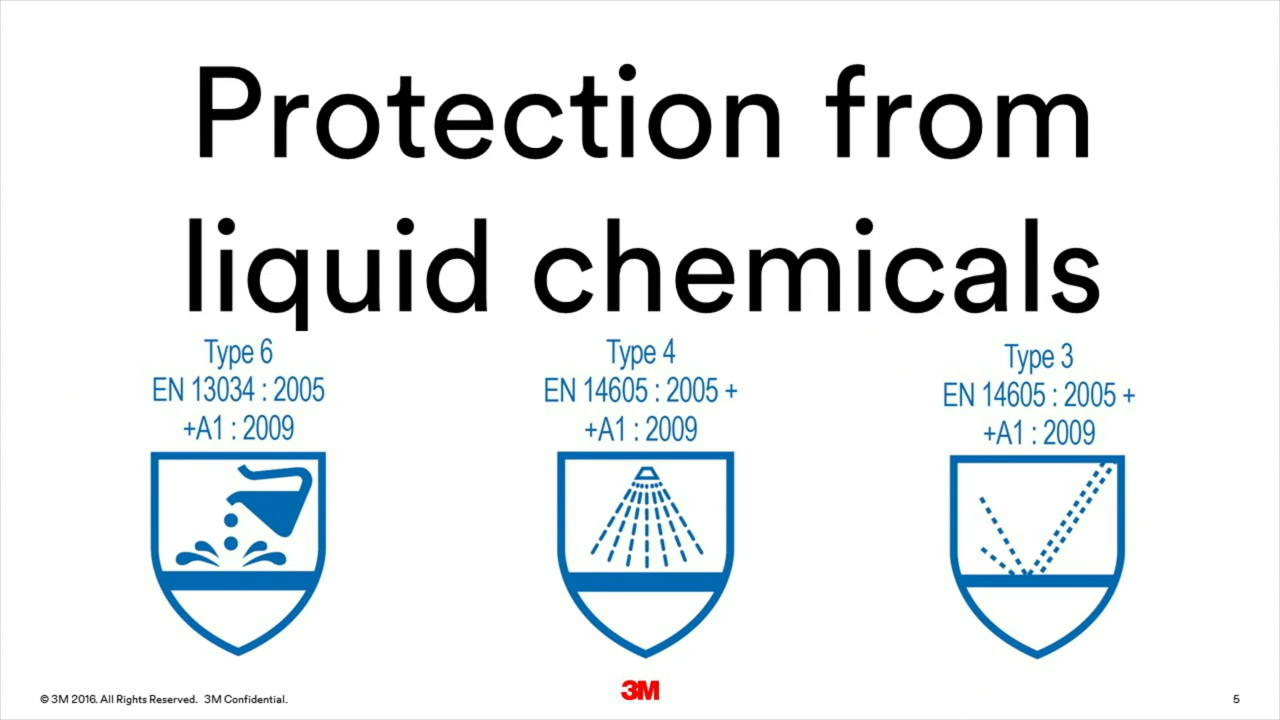 Protection from
liquid chemicals
Type 6
EN 13034 : 2005
+A1 : 2009
Type 4
EN 14605 : 2005 +
+A1 : 2009
Type 3
EN 14605 : 2005 +
+A1 : 2009
© 3M 2016. All Rights Reserved. 3M Confidential.
3M
5